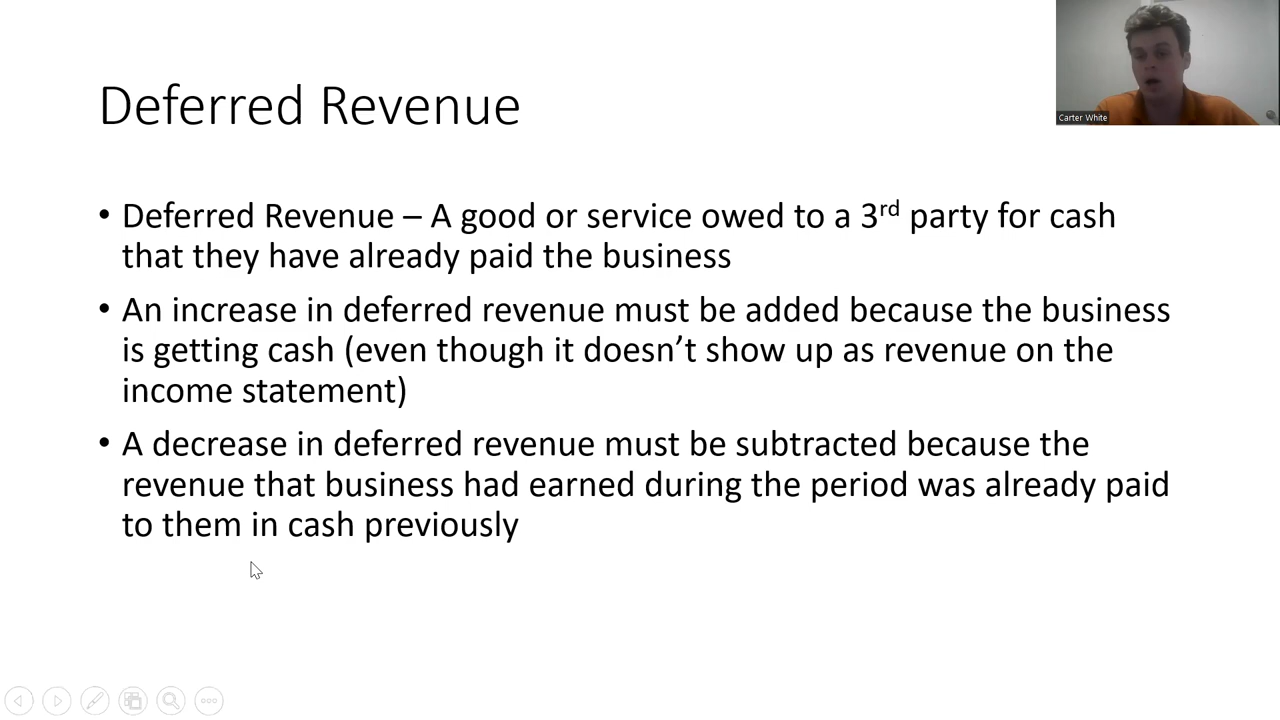 Deferred Revenue
Carter White
• Deferred Revenue – A good or service owed to a 3rd party for cash
that they have already paid the business
• An increase in deferred revenue must be added because the business
is getting cash (even though it doesn’t show up as revenue on the
income statement)
• A decrease in deferred revenue must be subtracted because the
revenue that business had earned during the period was already paid
to them in cash previously